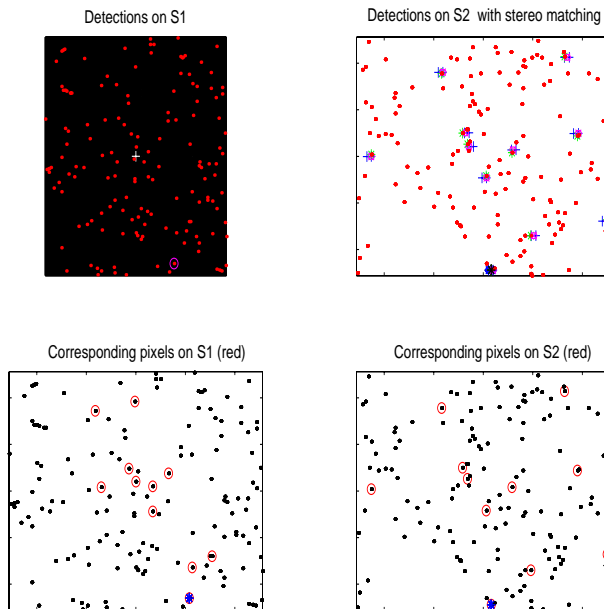 Detections on S1
Detections on S2  with stereo matching
Corresponding pixels on S1 (red)
Corresponding pixels on S2 (red)